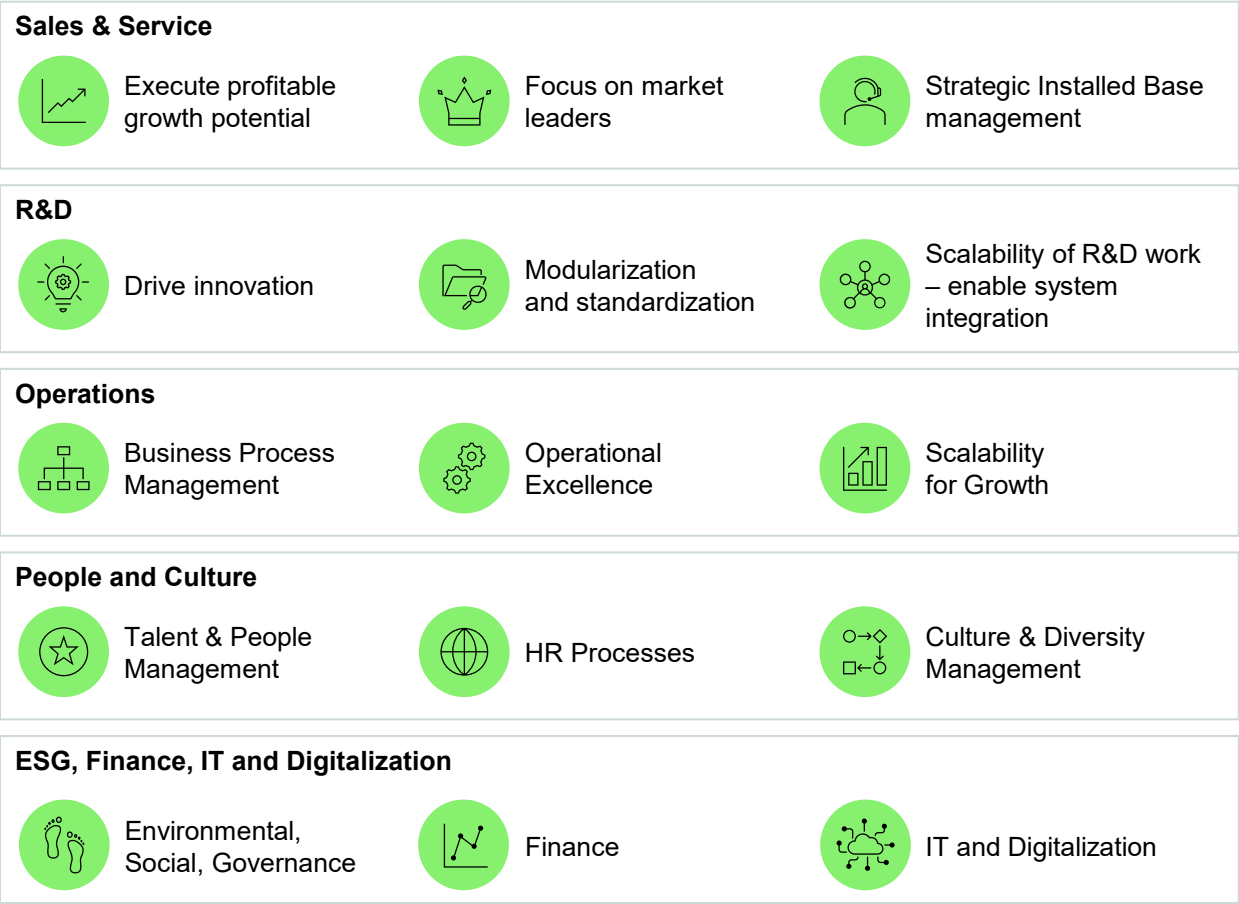 Sales & Service
Execute profitable
growth potential
Focus on market
leaders
Strategic Installed Base
management
R&D
Drive innovation
Modularization
and standardization
Scalability of R&D work
– enable system
integration
Operations
Business Process
Management
Operational
Excellence
Scalability
for Growth
People and Culture
Talent & People
Management
HR Processes
Culture & Diversity
Management
ESG, Finance, IT and Digitalization
Environmental,
Social, Governance
Finance
IT and Digitalization